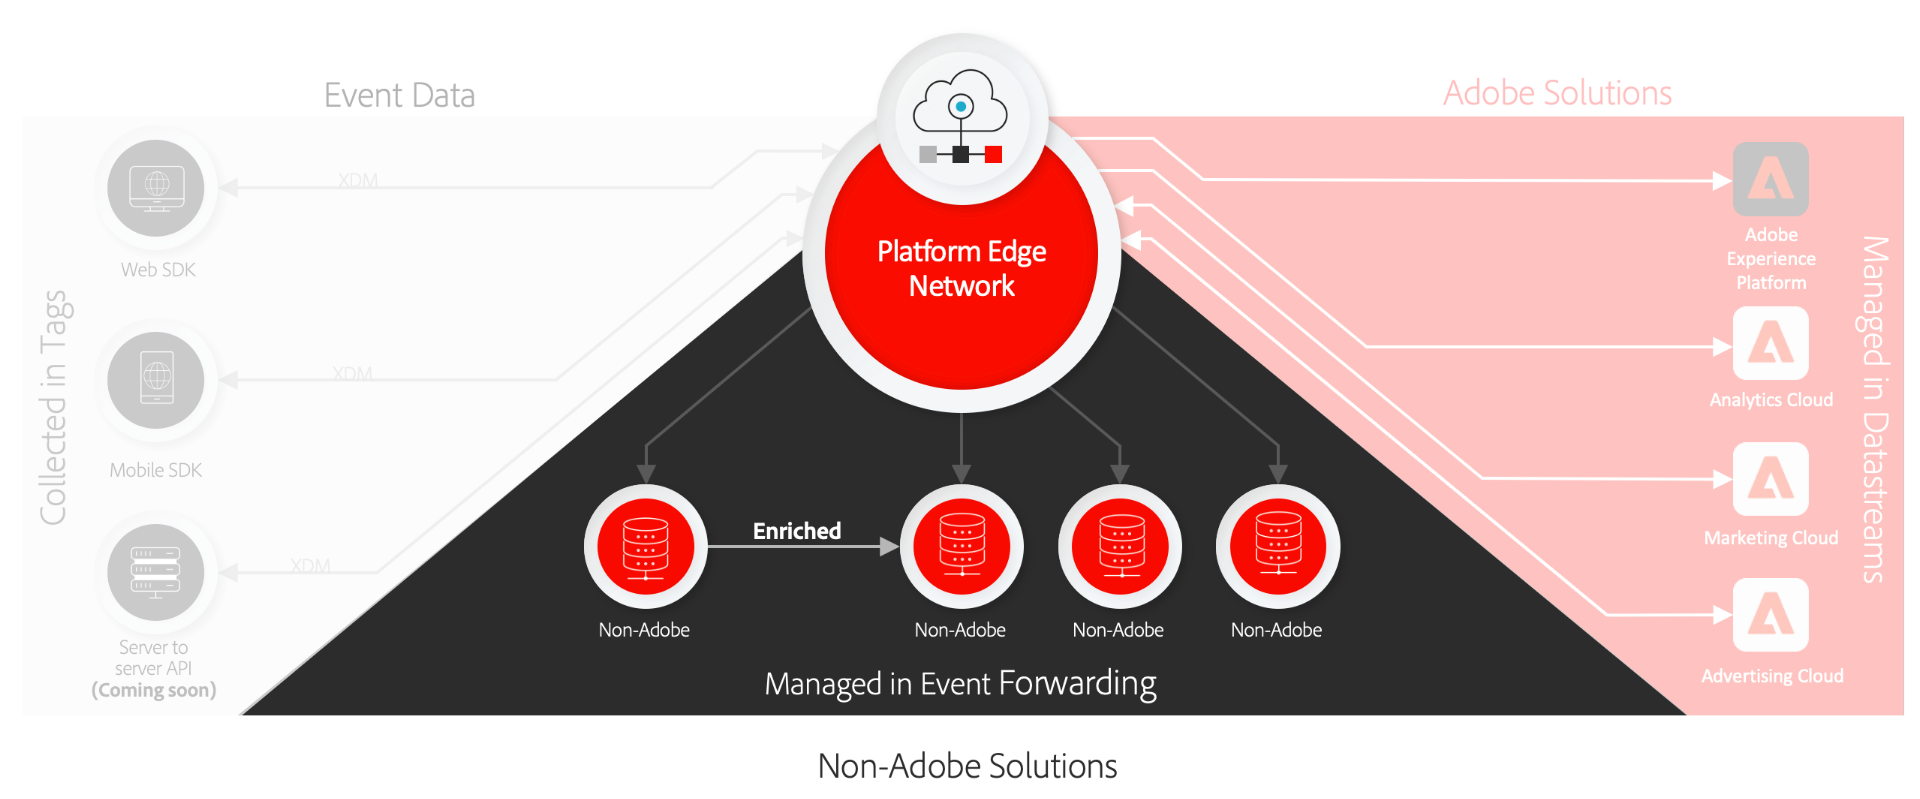 Event Data
Adobe Solutions
Collected in Tags
XDM
Web SDK
XDM
Mobile SDK
XDM
Server to
server API
(Coming soon)
Platform Edge
Network
Enriched
Non-Adobe
Non-Adobe
Non-Adobe
Non-Adobe
Managed in Event Forwarding
Adobe
Experience
Platform
Analytics Cloud
Marketing Cloud
Advertising Cloud
Managed in Datastreams
Non-Adobe Solutions